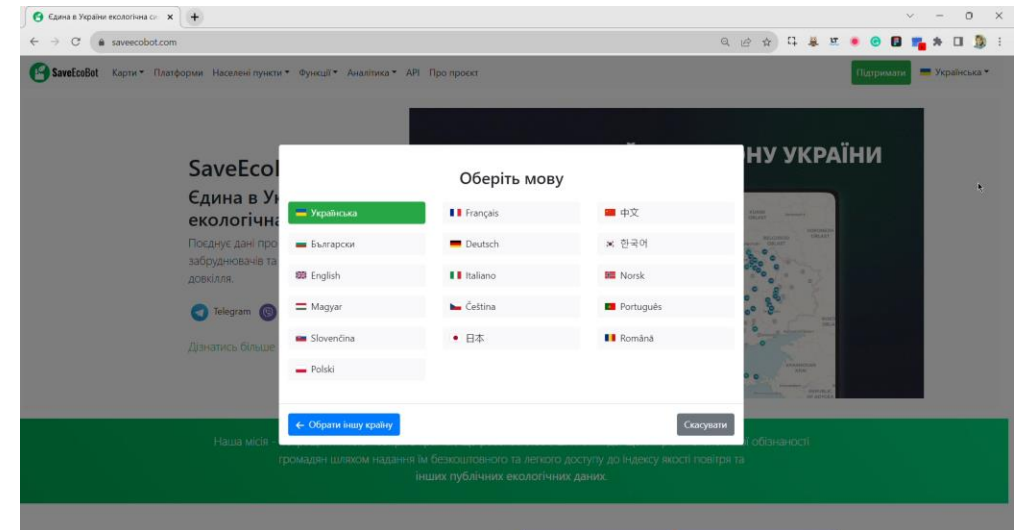 Єдина в Україні екологічна си
saveecobot.com
SaveEcoBot Карти Платформи Населені пункти Функції Аналітика API Про проєкт Підтримати Українська
НУ УКРАЇНИ
SaveEcol
Єдина в Ук
екологічна
Поєднує дані про
забруднювачів та
довкілля.
Telegram
Дізнатись більше
Оберіть мову
Українська Français 中文
Български Deutsch 한국어
English Italiano Norsk
Magyar Čeština Português
Slovenčina 日本 Română
Polski
← Обрати іншу країну Скасувати
Наша місія - ї обізнаності
громадян шляхом надання їм безкоштовного та легкого доступу до індексу якості повітря та
інших публічних екологічних даних.